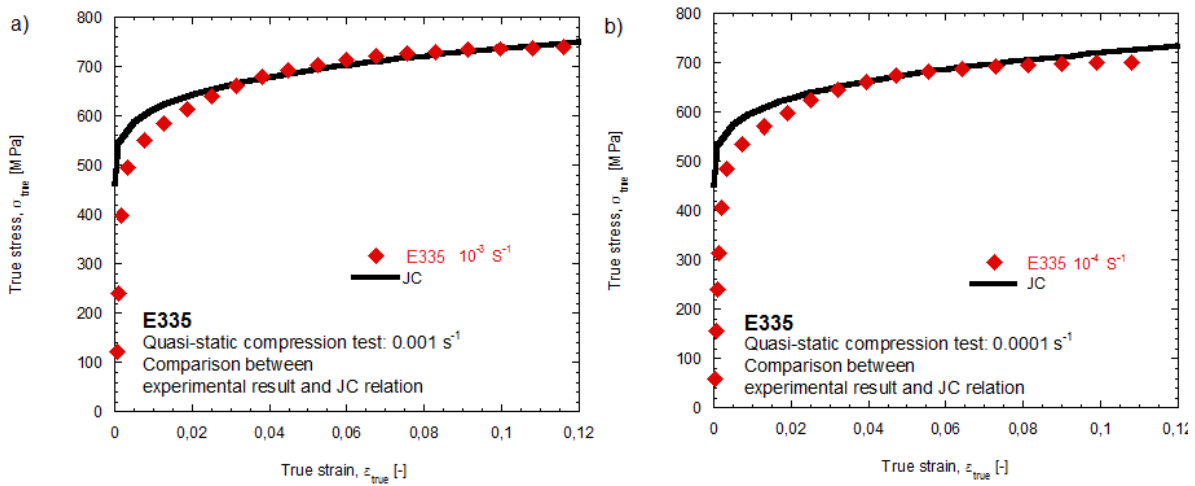 a)
800
700
600
500
400
300
200
100
0
True stress, σtrue [M Pa]
E335 10⁻³ S⁻¹
JC
E335
Quasi-static compression test: 0.001 s⁻¹
Comparison between
experimental result and JC relation
0 0,02 0,04 0,06 0,08 0,1 0,12
True strain, εtrue [-]
b)
800
700
600
500
400
300
200
100
0
True stress, σtrue [M Pa]
E335 10⁻⁴ S⁻¹
JC
E335
Quasi-static compression test: 0.0001 s⁻¹
Comparison between
experimental result and JC relation
0 0,02 0,04 0,06 0,08 0,1 0,12
True strain, εtrue [-]